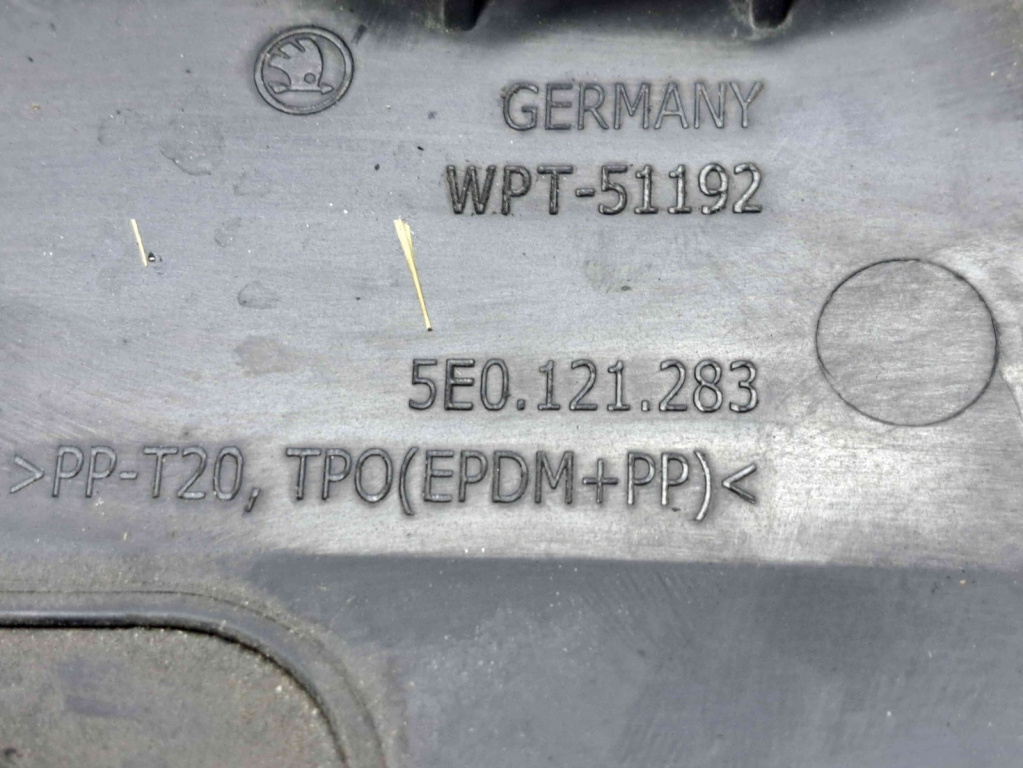 GERMANY
WPT-51192
5E0.121.283
>PP-T20, TPO(EPDM+PP)<